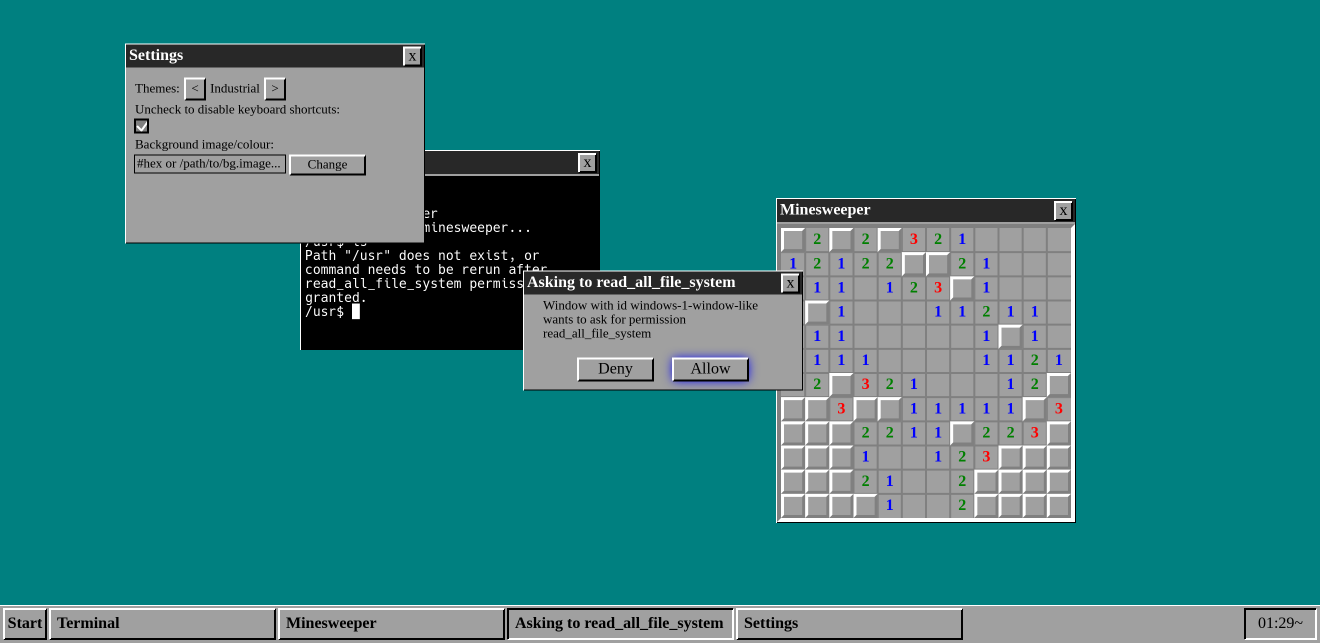 Settings
x
Themes: < Industrial >
Uncheck to disable keyboard shortcuts:
Background image/colour:
#hex or /path/to/bg.image... Change
x
er
minesweeper...
/usr$ ls
Path "/usr" does not exist, or
command needs to be rerun after
read_all_file_system permiss
granted.
/usr$
Asking to read_all_file_system
x
Window with id windows-1-window-like
wants to ask for permission
read_all_file_system
Deny Allow
Minesweeper
x
2 2 3 2 1
1 2 1 2 2 2 1
1 1 1 2 3 1
1 1 1 2 1 1
1 1 1 1
1 1 1 1 1 2 1
2 3 2 1 1 2
3 1 1 1 1 1 3
2 2 1 1 2 2 3
1 1 2 3
2 1 2
1 2
Start Terminal Minesweeper Asking to read_all_file_system Settings 01:29~